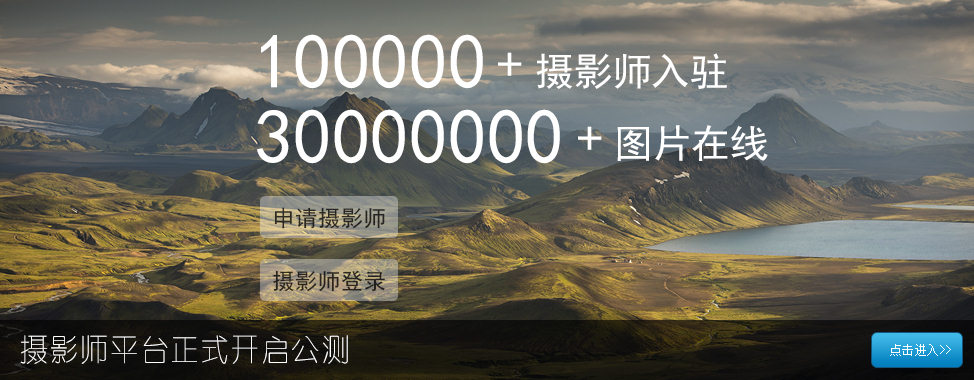 100000 + 摄影师入驻
30000000 + 图片在线
申请摄影师
摄影师登录
摄影师平台正式开启公测
点击进入>>